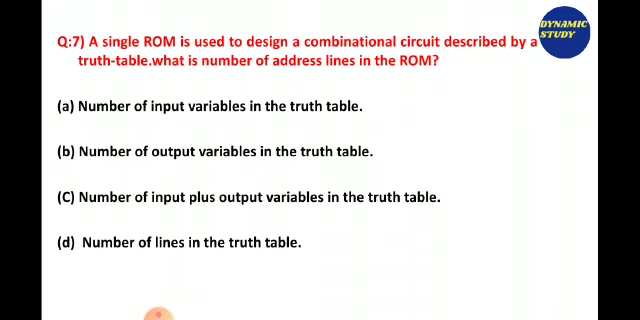 DYNAMIC
STUDY
Q:7) A single ROM is used to design a combinational circuit described by a
truth-table.what is number of address lines in the ROM?
(a) Number of input variables in the truth table.
(b) Number of output variables in the truth table.
(C) Number of input plus output variables in the truth table.
(d) Number of lines in the truth table.